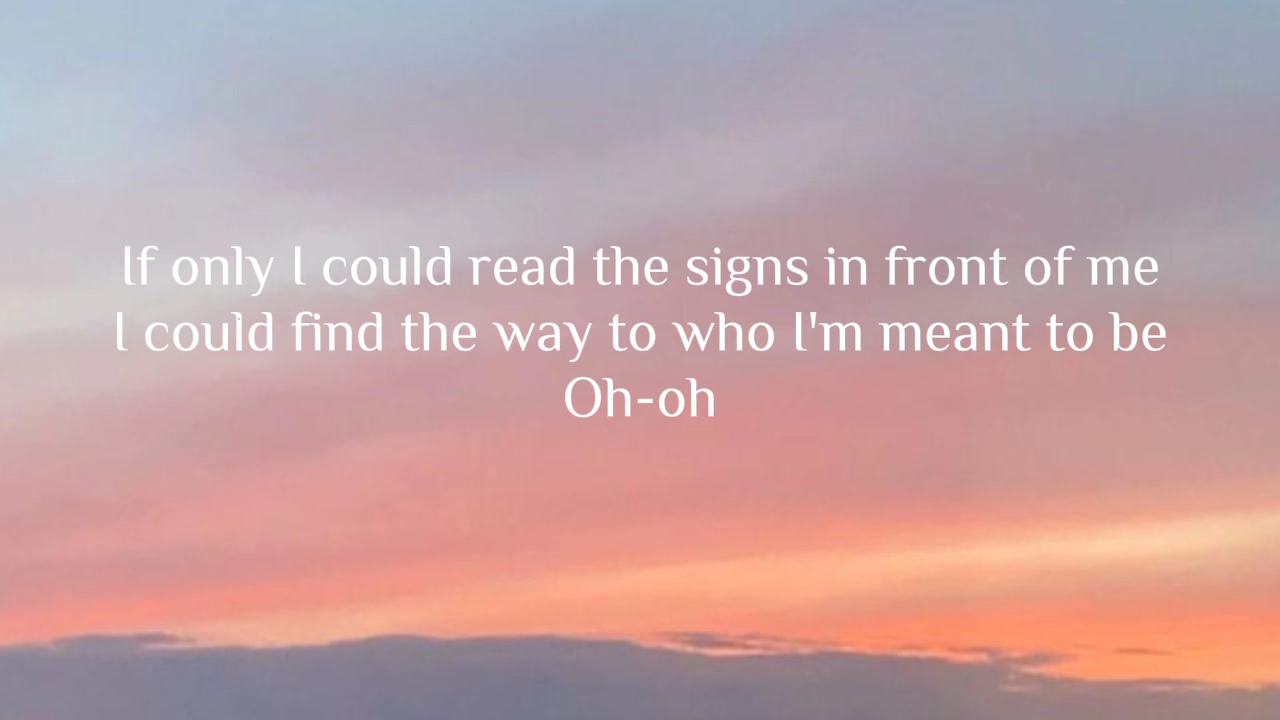 If only I could read the signs in front of me
I could find the way to who I'm meant to be
Oh-oh